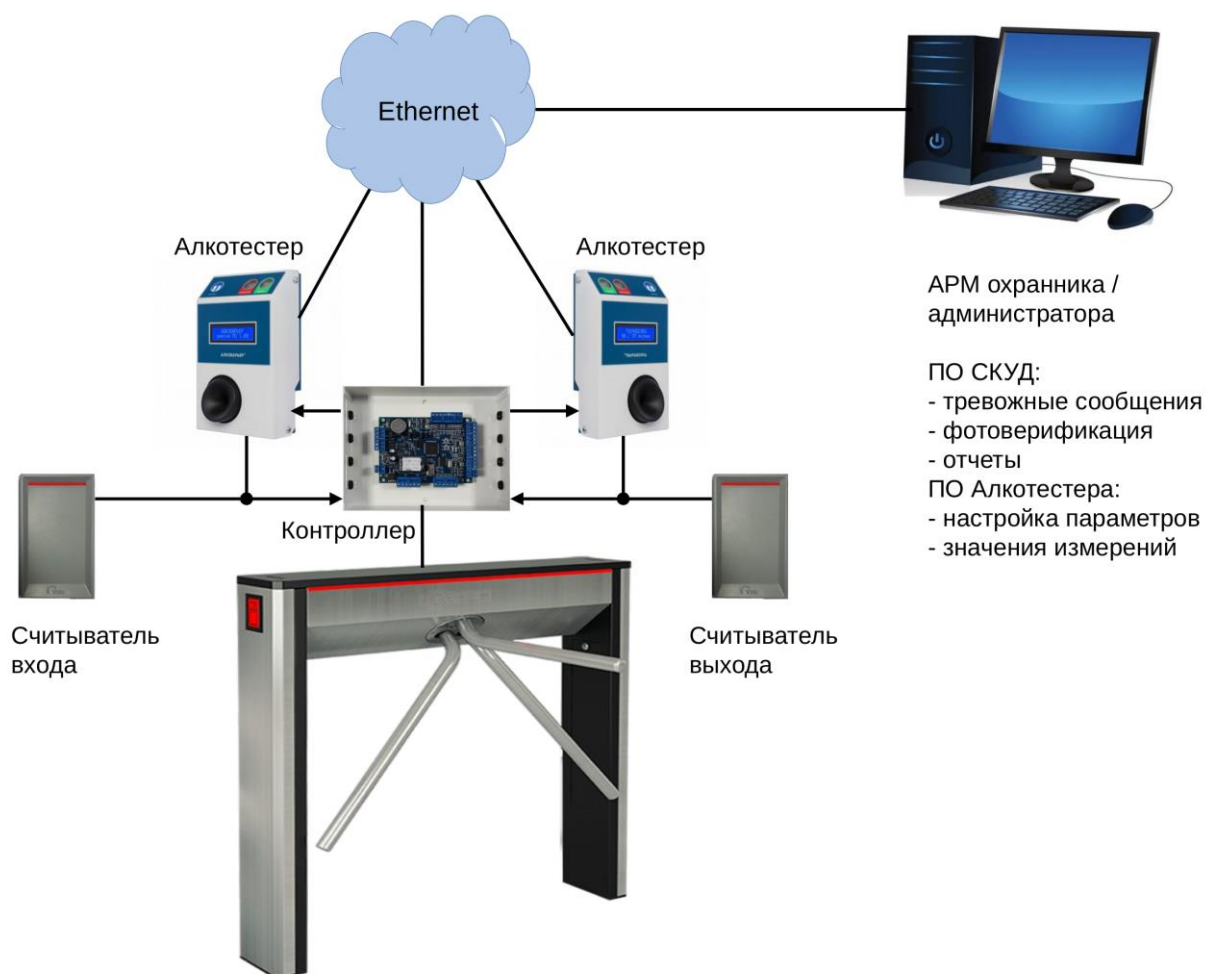 Ethernet
Алкотестер
Алкотестер
АРМ охранника /
администратора
ПО СКУД:
- тревожные сообщения
- фотоверификация
- отчеты
ПО Алкотестера:
- настройка параметров
- значения измерений
Контроллер
Считыватель
входа
Считыватель
выхода